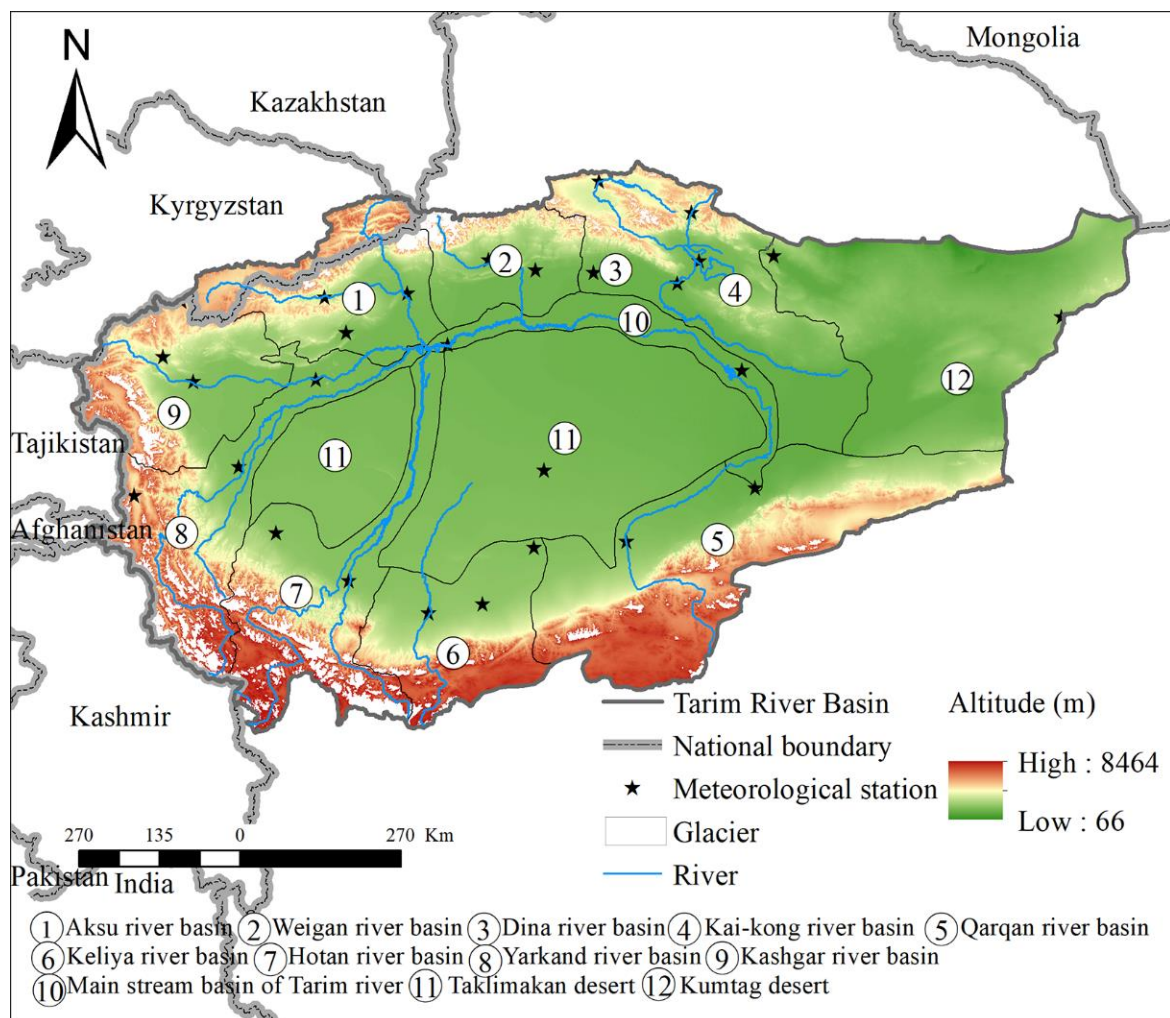 N
Mongolia
Kazakhstan
Kyrgyzstan
2
3
1
4
10
12
9
Tajikistan
11
11
Afghanistan
8
5
7
6
Kashmir
Tarim River Basin
National boundary
Meteorological station
Glacier
River
Altitude (m)
High : 8464
Low : 66
270 135 0 270 Km
Pakistan
India
1 Aksu river basin 2 Weigan river basin 3 Dina river basin 4 Kai-kong river basin 5 Qarqan river basin
6 Keliya river basin 7 Hotan river basin 8 Yarkand river basin 9 Kashgar river basin
10 Main stream basin of Tarim river 11 Taklimakan desert 12 Kumtag desert